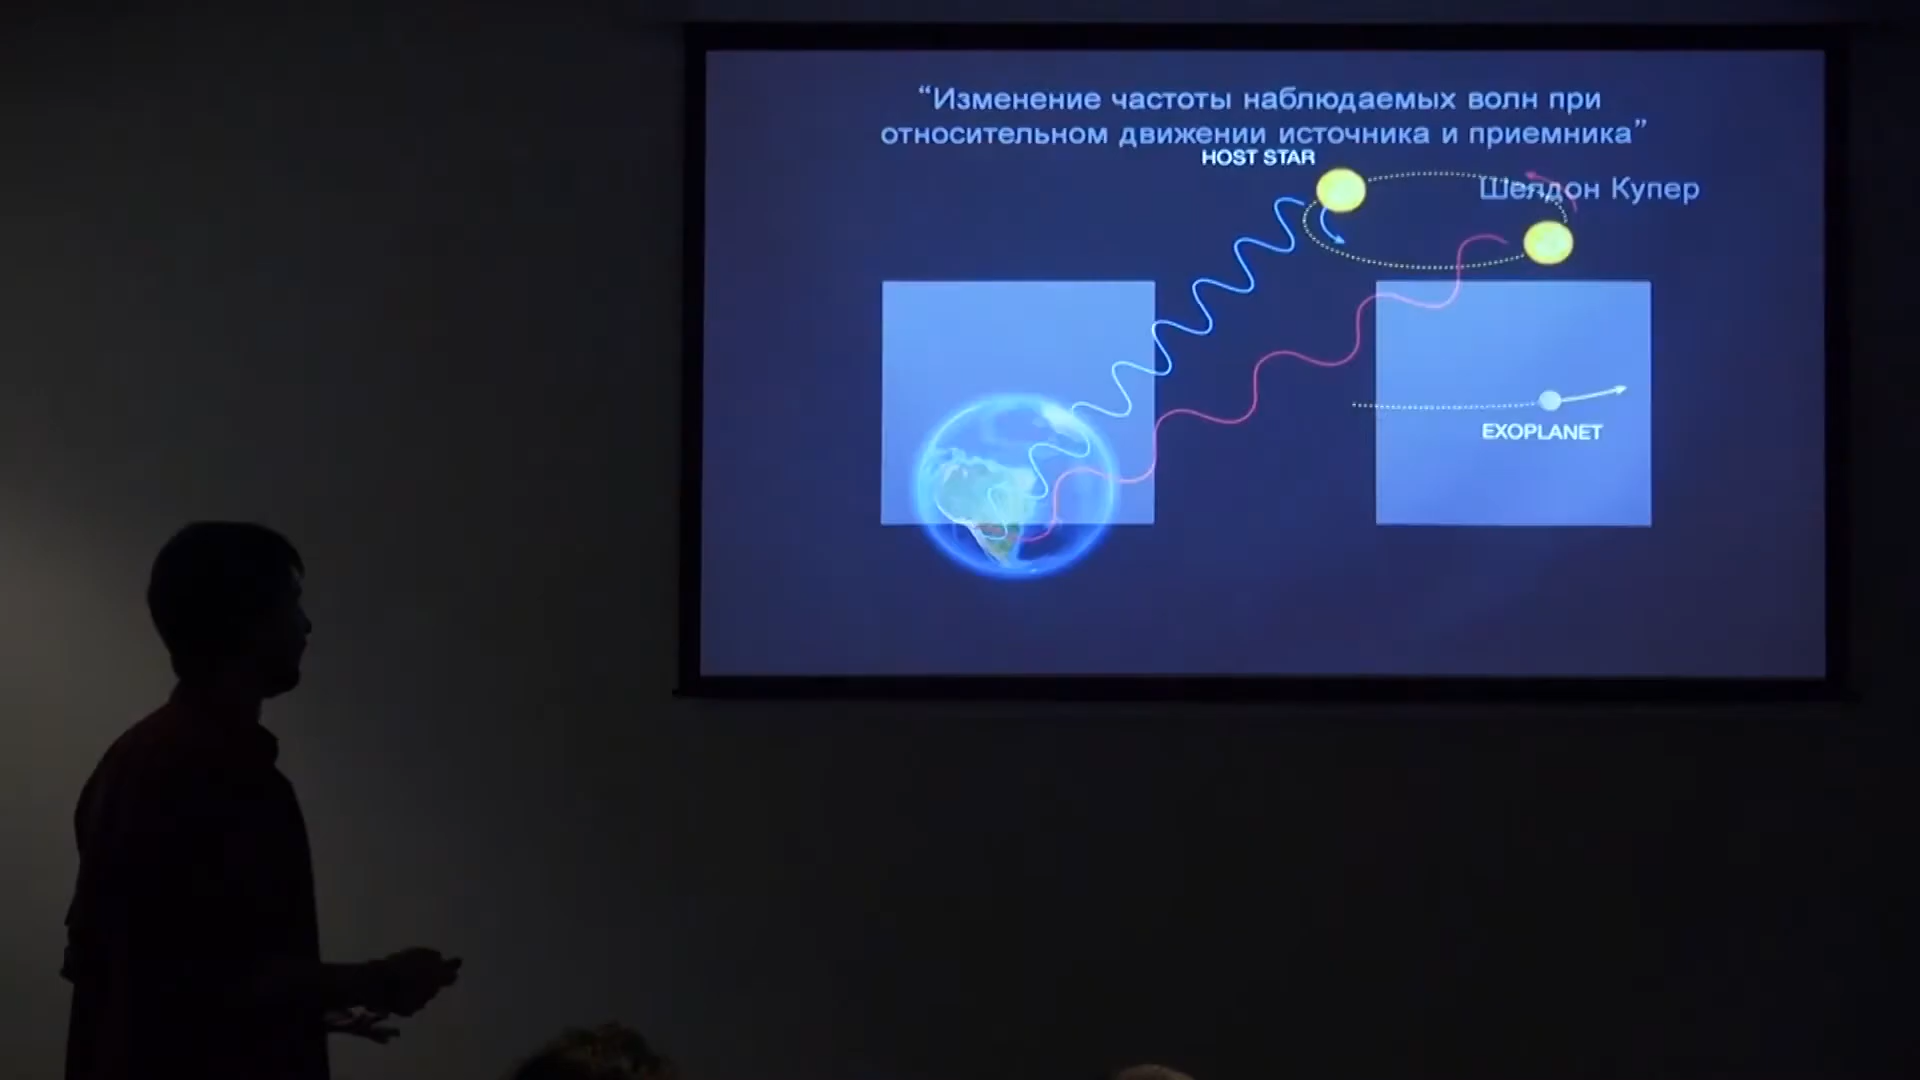 “Изменение частоты наблюдаемых волн при
относительном движении источника и приемника”
HOST STAR
Шелдон Купер
EXOPLANET